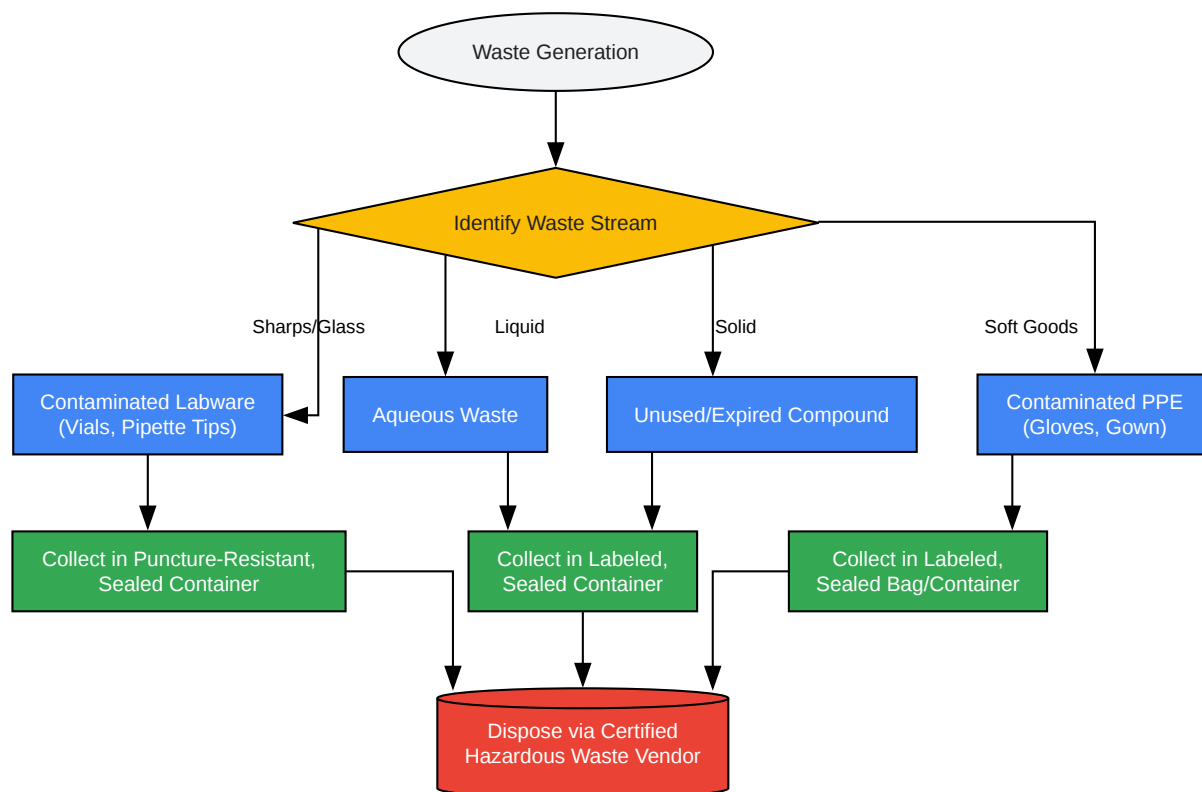 Waste Generation
Identify Waste Stream
Sharps/Glass
Liquid
Solid
Soft Goods
Contaminated Labware
(Vials, Pipette Tips)
Aqueous Waste
Unused/Expired Compound
Contaminated PPE
(Gloves, Gown)
Collect in Puncture-Resistant,
Sealed Container
Collect in Labeled,
Sealed Container
Collect in Labeled,
Sealed Bag/Container
Dispose via Certified
Hazardous Waste Vendor